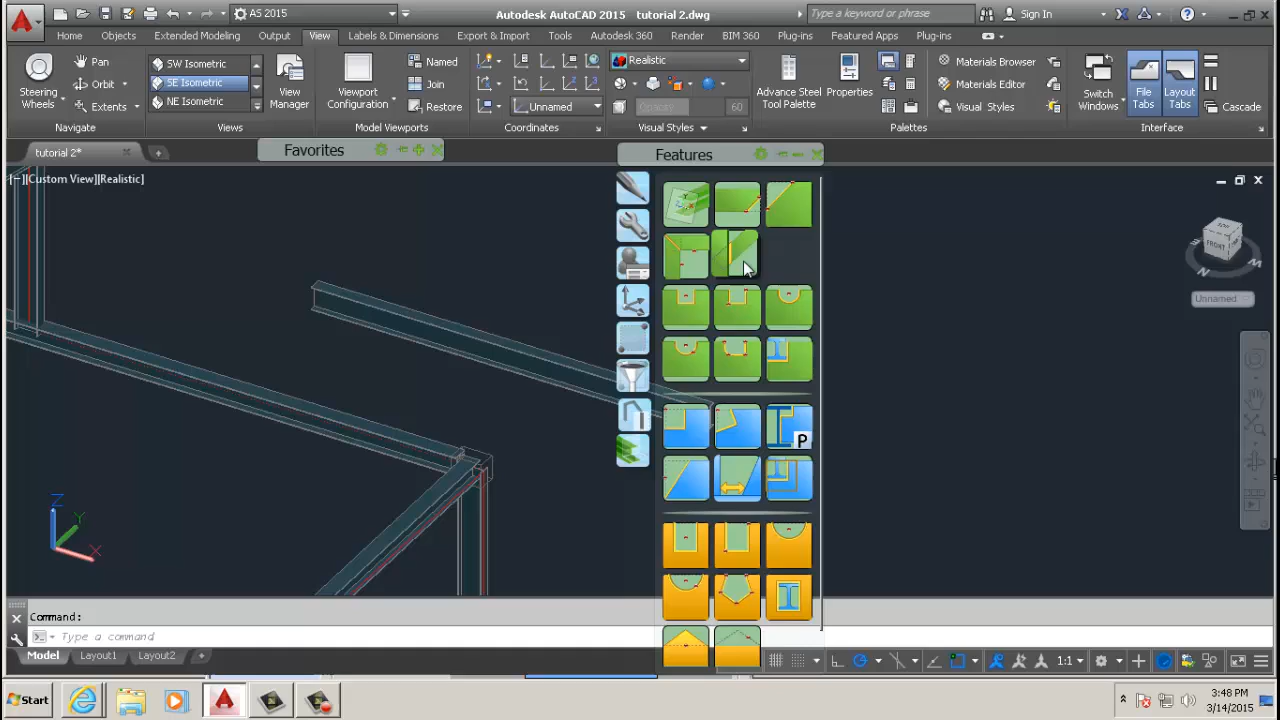 AS 2015
Autodesk AutoCAD 2015 tutorial 2.dwg
Type a keyword or phrase
Sign In
Home Objects Extended Modeling Output View Labels & Dimensions Export & Import Tools Autodesk 360 Render BIM 360 Plug-ins Featured Apps Plug-ins
Steering Wheels
Pan
Orbit
Extents
Navigate
SW Isometric
SE Isometric
NE Isometric
View Manager
Views
Viewport Configuration
Named
Join
Restore
Model Viewports
Unnamed
Coordinates
Realistic
Opacity 60
Visual Styles
Advance Steel Tool Palette
Properties
Materials Browser
Materials Editor
Visual Styles
Palettes
Switch Windows
File Tabs
Layout Tabs
Cascade
Interface
tutorial 2*
Favorites
Features
[−][Custom View][Realistic]
FRONT
N
Unnamed
P
Z
Y
X
Command:
Type a command
Model Layout1 Layout2
1:1
Start
3:48 PM
3/14/2015